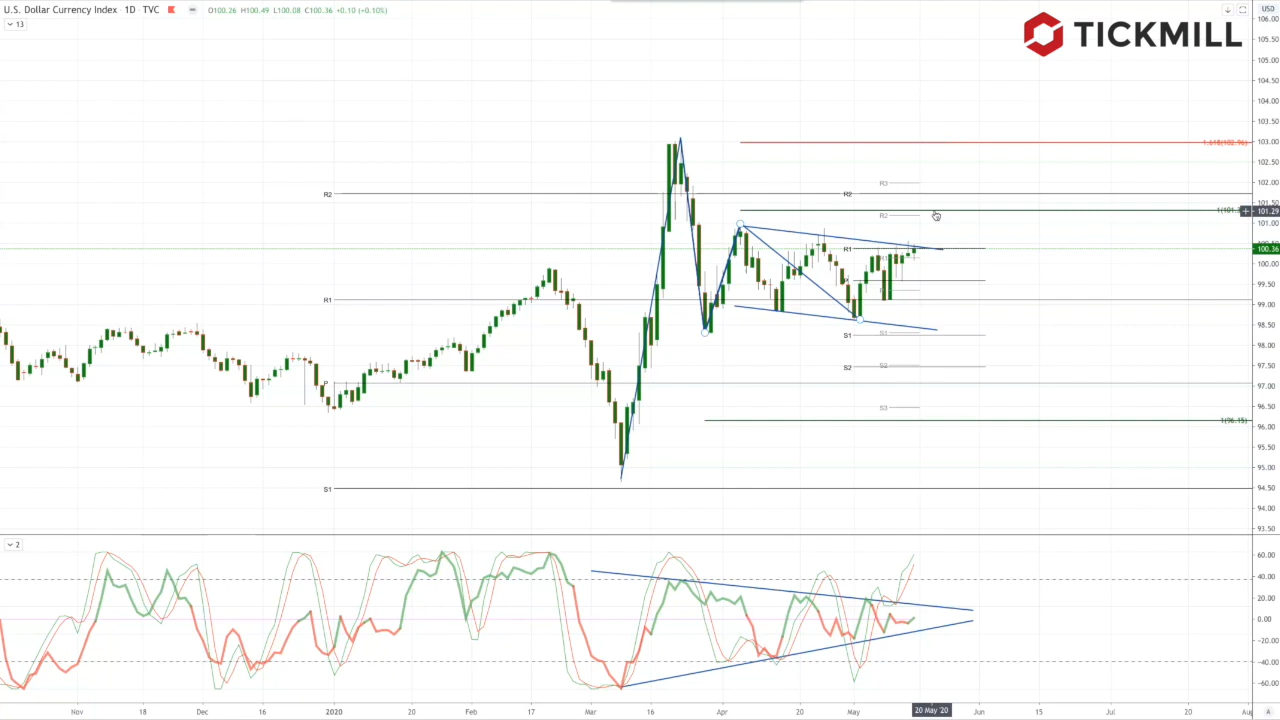 U.S. Dollar Currency Index 1D TVC O100.26 H100.49 L100.08 C100.36 +0.10 (+0.10%)
13
TICKMILL
USD
106.00
105.50
105.00
104.50
104.00
103.50
103.00
102.50
102.00
101.50
101.29
101.00
100.36
100.00
99.50
99.00
98.50
98.00
97.50
97.00
96.50
96.00
95.50
95.00
94.50
94.00
93.50
1.618(102.96)
R3
R2
R2
R2
R1
R1
P
S1
S1
S2
S2
S3
1(96.15)
P
S1
2
60.00
40.00
20.00
0.00
-20.00
-40.00
-60.00
Nov 18 Dec 16 2020 20 Feb 17 Mar 16 Apr 20 May 20 May '20 Jun 15 Jul 20
A